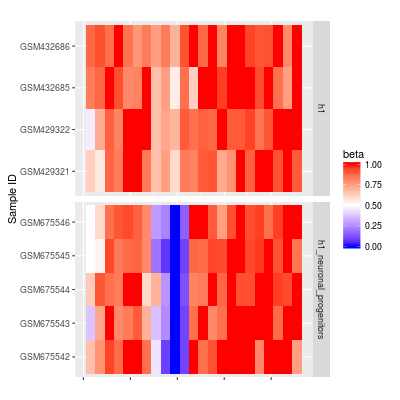 GSM432686
GSM432685
GSM429322
GSM429321
h1
GSM675546
GSM675545
GSM675544
GSM675543
GSM675542
h1_neuronal_progenitors
Sample ID
beta
1.00
0.75
0.50
0.25
0.00